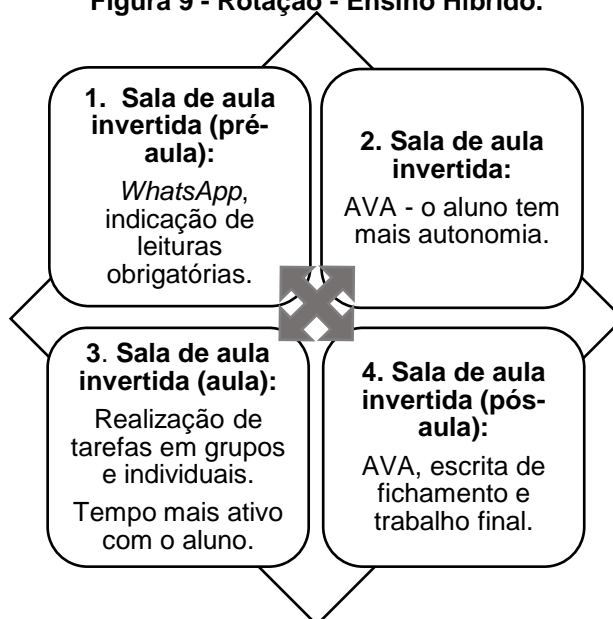 Figura 9 - Rotação - Ensino Híbrido.
1. Sala de aula
invertida (pré-
aula):
WhatsApp,
indicação de
leituras
obrigatórias.
2. Sala de aula
invertida:
AVA - o aluno tem
mais autonomia.
3. Sala de aula
invertida (aula):
Realização de
tarefas em grupos
e individuais.
Tempo mais ativo
com o aluno.
4. Sala de aula
invertida (pós-
aula):
AVA, escrita de
fichamento e
trabalho final.